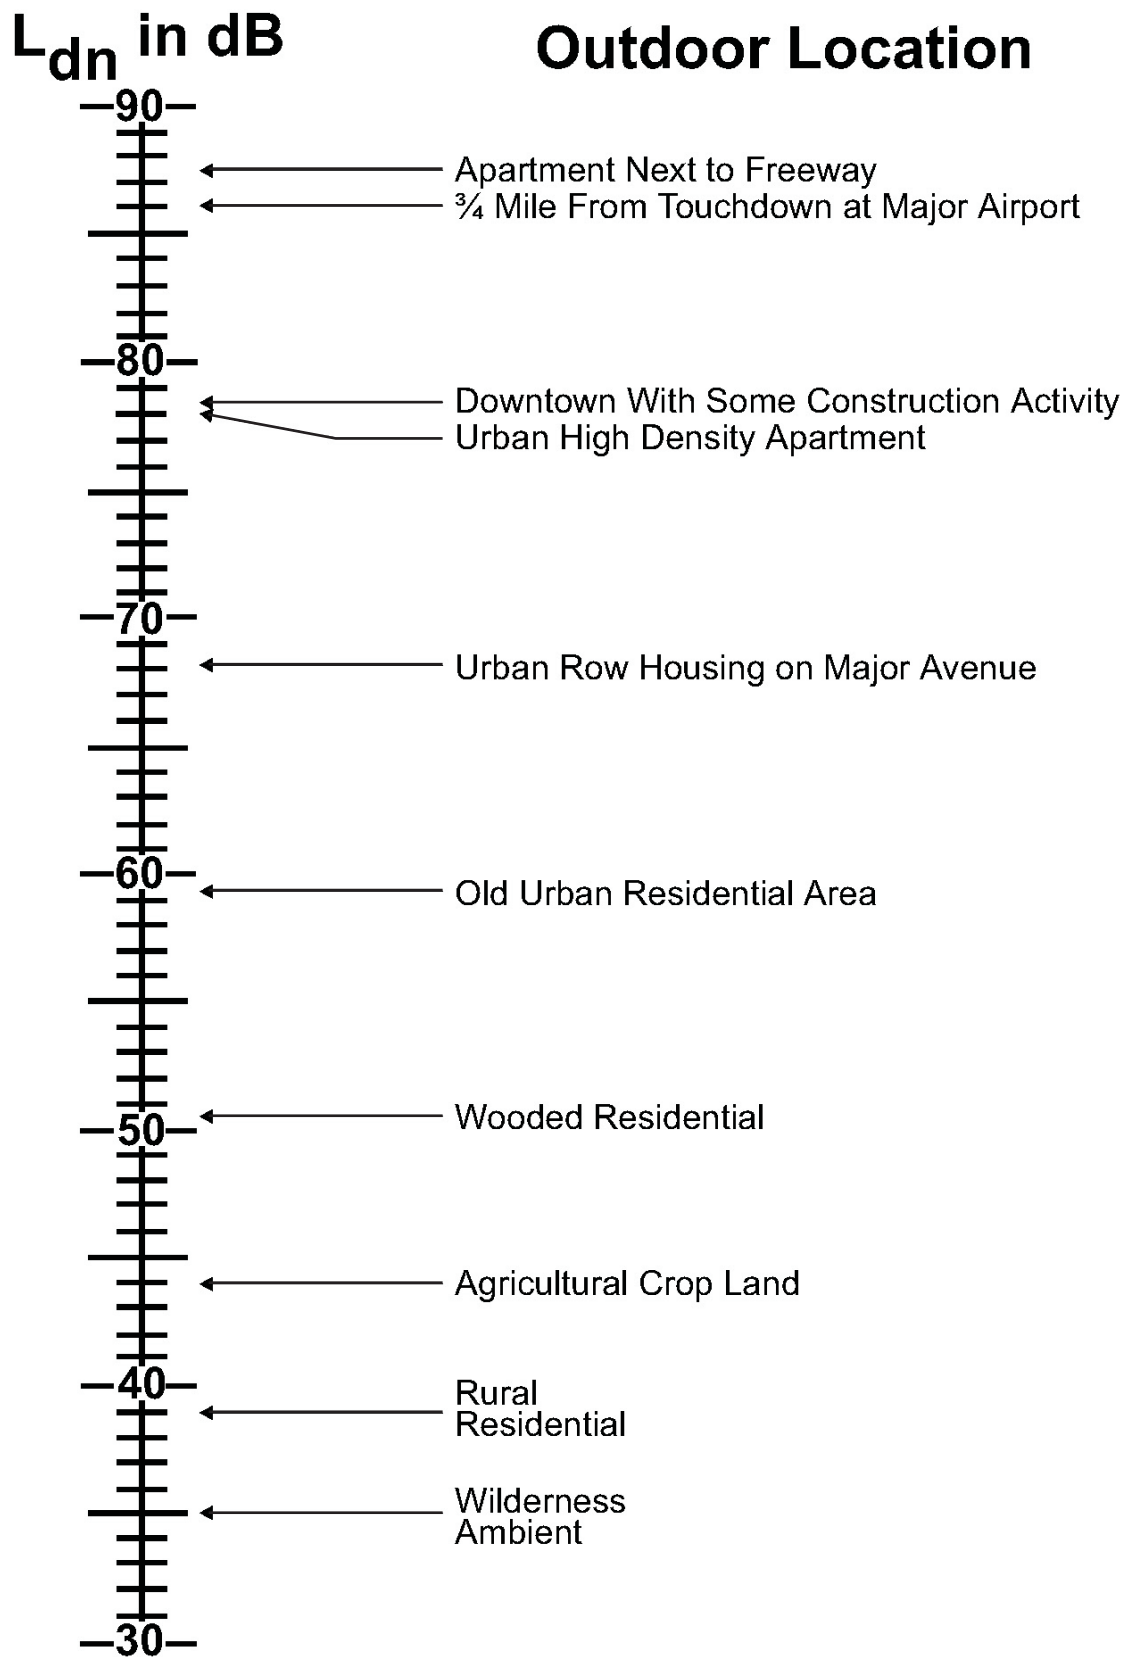 L_dn in dB
Outdoor Location
90
Apartment Next to Freeway
¾ Mile From Touchdown at Major Airport
80
Downtown With Some Construction Activity
Urban High Density Apartment
70
Urban Row Housing on Major Avenue
60
Old Urban Residential Area
Wooded Residential
50
Agricultural Crop Land
40
Rural
Residential
Wilderness
Ambient
30